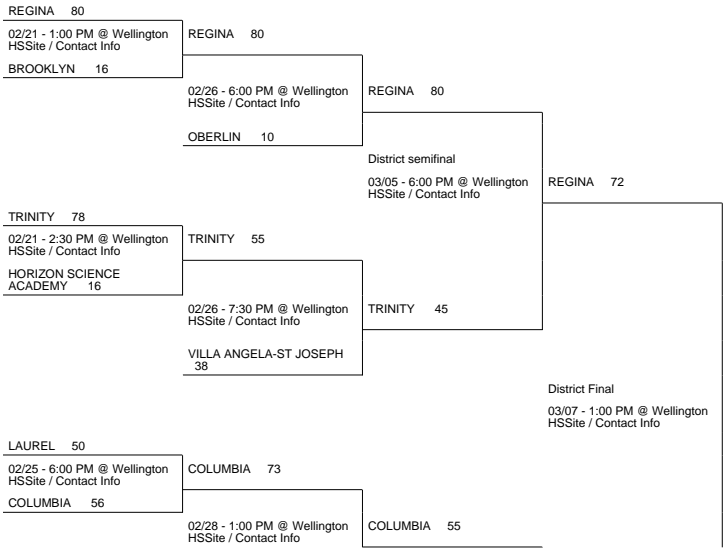 REGINA 80
02/21 - 1:00 PM @ Wellington
HSSite / Contact Info
BROOKLYN 16
REGINA 80
02/26 - 6:00 PM @ Wellington
HSSite / Contact Info
OBERLIN 10
REGINA 80
District semifinal
03/05 - 6:00 PM @ Wellington
HSSite / Contact Info
REGINA 72
TRINITY 78
02/21 - 2:30 PM @ Wellington
HSSite / Contact Info
HORIZON SCIENCE
ACADEMY 16
TRINITY 55
02/26 - 7:30 PM @ Wellington
HSSite / Contact Info
VILLA ANGELA-ST JOSEPH
38
TRINITY 45
District Final
03/07 - 1:00 PM @ Wellington
HSSite / Contact Info
LAUREL 50
02/25 - 6:00 PM @ Wellington
HSSite / Contact Info
COLUMBIA 56
COLUMBIA 73
02/28 - 1:00 PM @ Wellington
HSSite / Contact Info
COLUMBIA 55